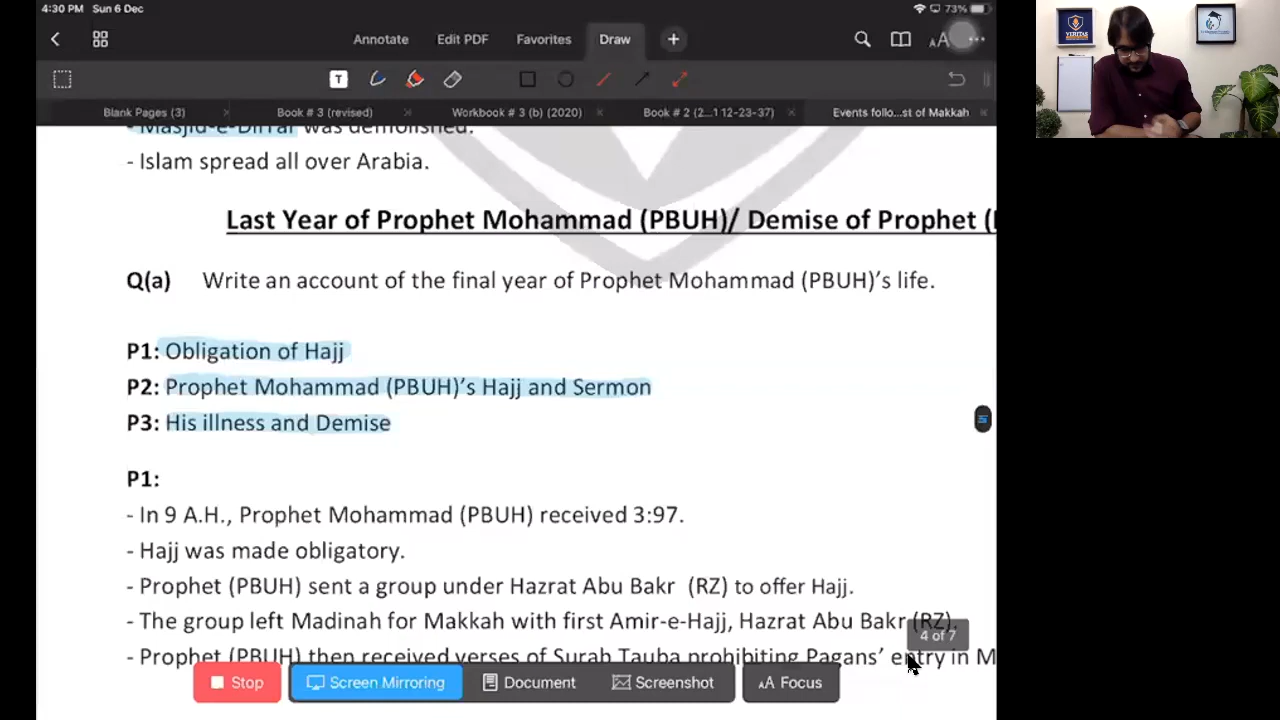 4:30 PM Sun 6 Dec
73%
Annotate Edit PDF Favorites Draw
AA
T
Blank Pages (3) Book # 3 (revised) Workbook # 3 (b) (2020) Book # 2 (2...1 12-23-37) Events follo...st of Makkah
- Masjid-e-Dirrar was demolished.
- Islam spread all over Arabia.
Last Year of Prophet Mohammad (PBUH)/ Demise of Prophet (
Q(a) Write an account of the final year of Prophet Mohammad (PBUH)’s life.
P1: Obligation of Hajj
P2: Prophet Mohammad (PBUH)’s Hajj and Sermon
P3: His illness and Demise
P1:
- In 9 A.H., Prophet Mohammad (PBUH) received 3:97.
- Hajj was made obligatory.
- Prophet (PBUH) sent a group under Hazrat Abu Bakr (RZ) to offer Hajj.
- The group left Madinah for Makkah with first Amir-e-Hajj, Hazrat Abu Bakr (RZ).
4 of 7
- Prophet (PBUH) then received verses of Surah Tauba prohibiting Pagans’ entry in M
Stop Screen Mirroring Document Screenshot AA Focus
VERITAS